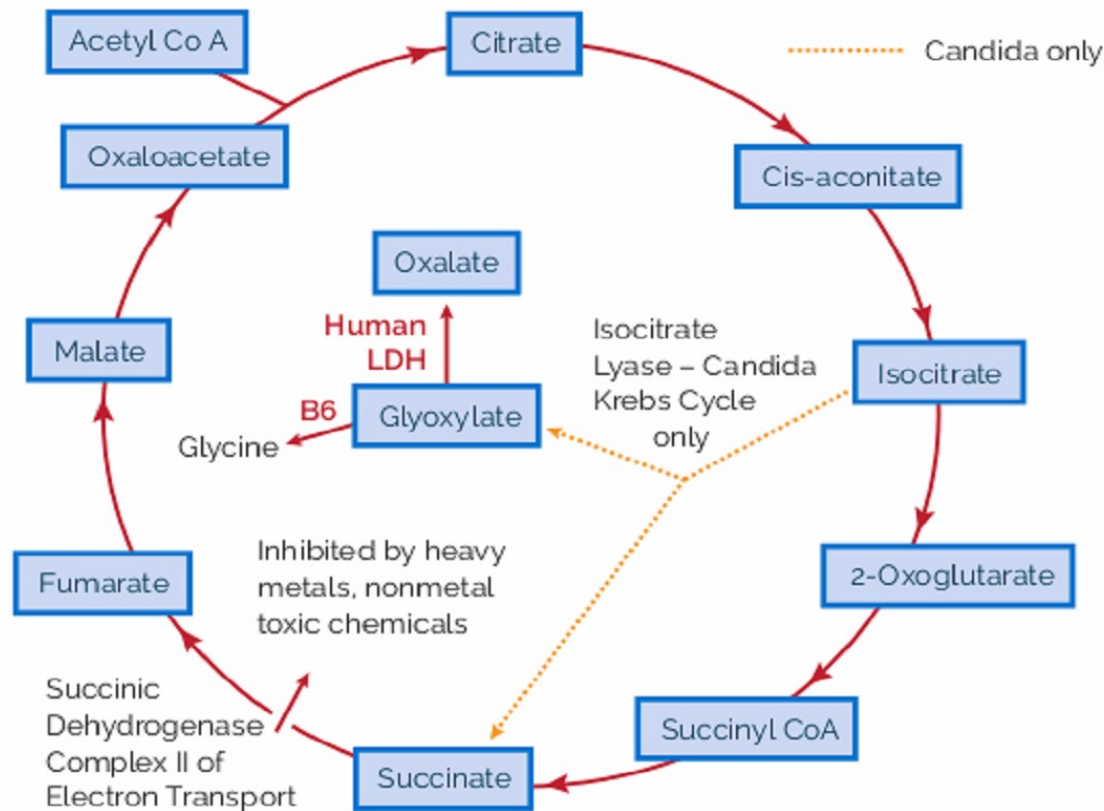 Acetyl Co A
Citrate
Candida only
Oxaloacetate
Cis-aconitate
Oxalate
Human
LDH
Malate
Isocitrate
Lyase – Candida
Krebs Cycle
only
Isocitrate
B6
Glyoxylate
Glycine
Fumarate
Inhibited by heavy
metals, nonmetal
toxic chemicals
2-Oxoglutarate
Succinic
Dehydrogenase
Complex II of
Electron Transport
Succinyl CoA
Succinate